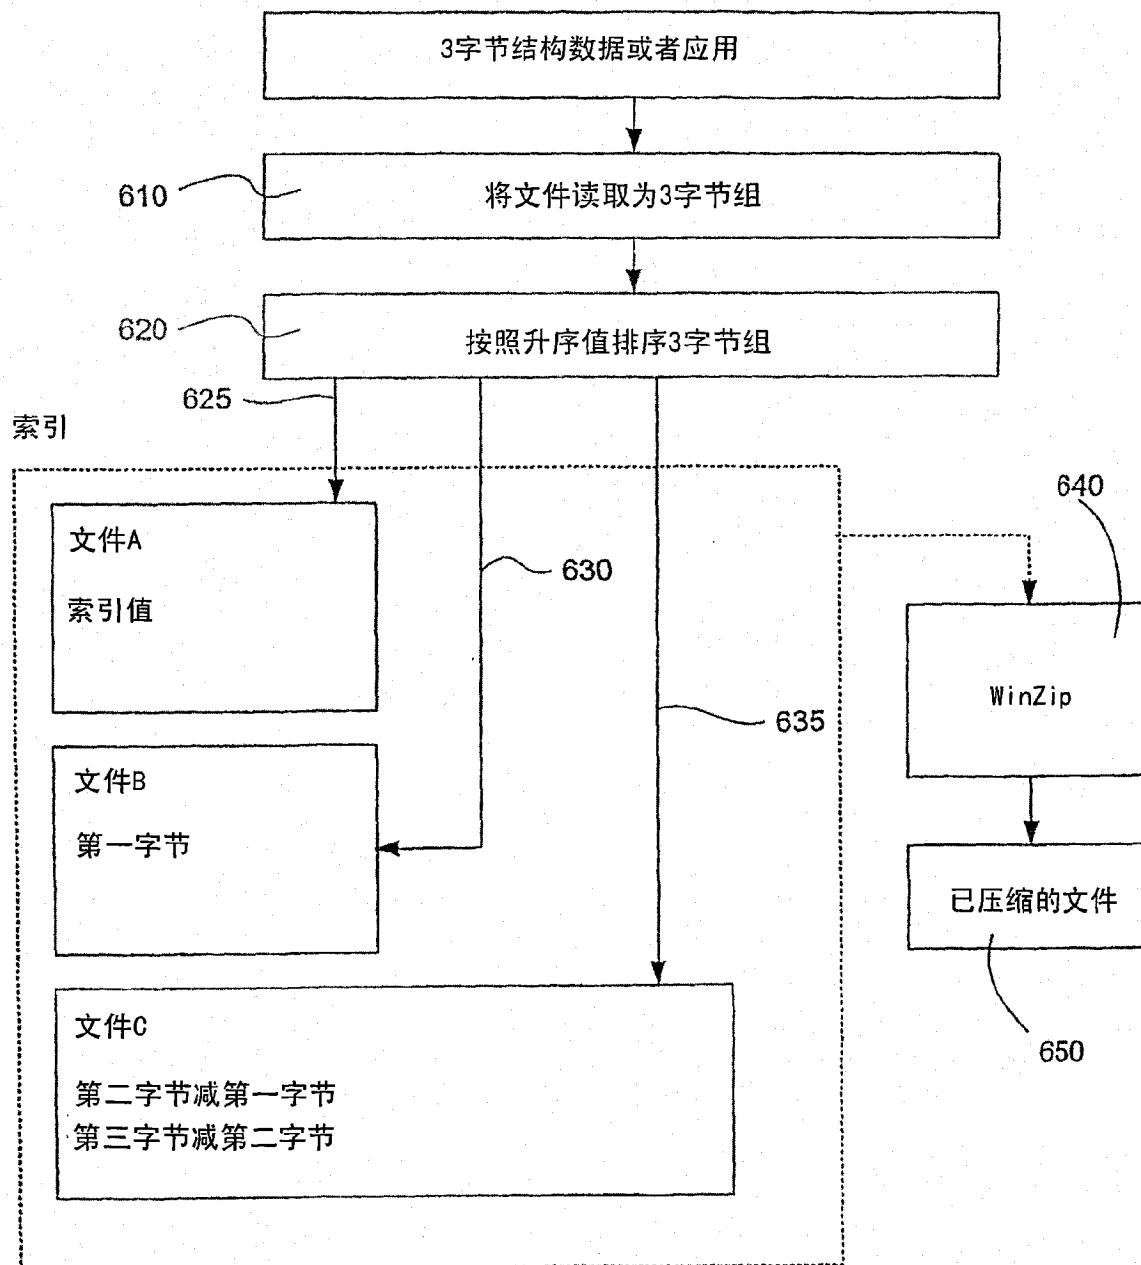 3字节结构数据或者应用
610
将文件读取为3字节组
620
按照升序值排序3字节组
625
索引
640
文件A
630
索引值
WinZip
635
文件B
第一字节
已压缩的文件
文件C
650
第二字节减第一字节
第三字节减第二字节